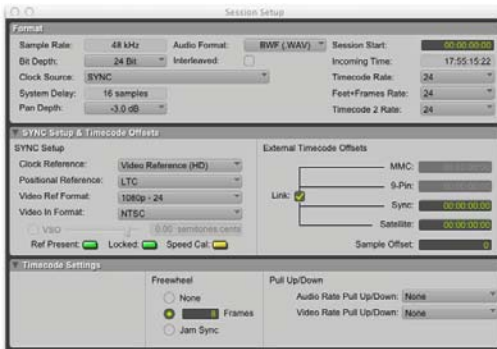 Session Setup
Format
Sample Rate: 48 kHz Audio Format: BWF (.WAV) Session Start: 00:00:00:00
Bit Depth: 24 Bit Interleaved: Incoming Time: 17:55:15:22
Clock Source: SYNC Timecode Rate: 24
System Delay: 16 samples Feet+Frames Rate: 24
Pan Depth: -3.0 dB Timecode 2 Rate: 24
SYNC Setup & Timecode Offsets
SYNC Setup External Timecode Offsets
Clock Reference: Video Reference (HD) MMC:
Positional Reference: LTC 9-Pin:
Video Ref Format: 1080p - 24 Link: Sync: 00:00:00:00
Video In Format: NTSC Satellite: 00:00:00:00
VSO 0.00 semitones.cents
Ref Present: Locked: Speed Cal: Sample Offset: 0
Timecode Settings
Freewheel Pull Up/Down
None Audio Rate Pull Up/Down: None
8 Frames Video Rate Pull Up/Down: None
Jam Sync